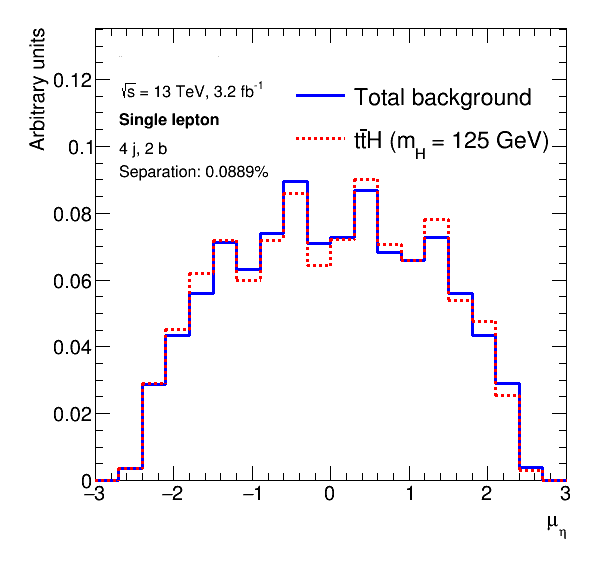 Arbitrary units
0.12
0.1
0.08
0.06
0.04
0.02
0
√s = 13 TeV, 3.2 fb⁻¹
Single lepton
4 j, 2 b
Separation: 0.0889%
Total background
tt̄H (m_H = 125 GeV)
−3 −2 −1 0 1 2 3
μ_η